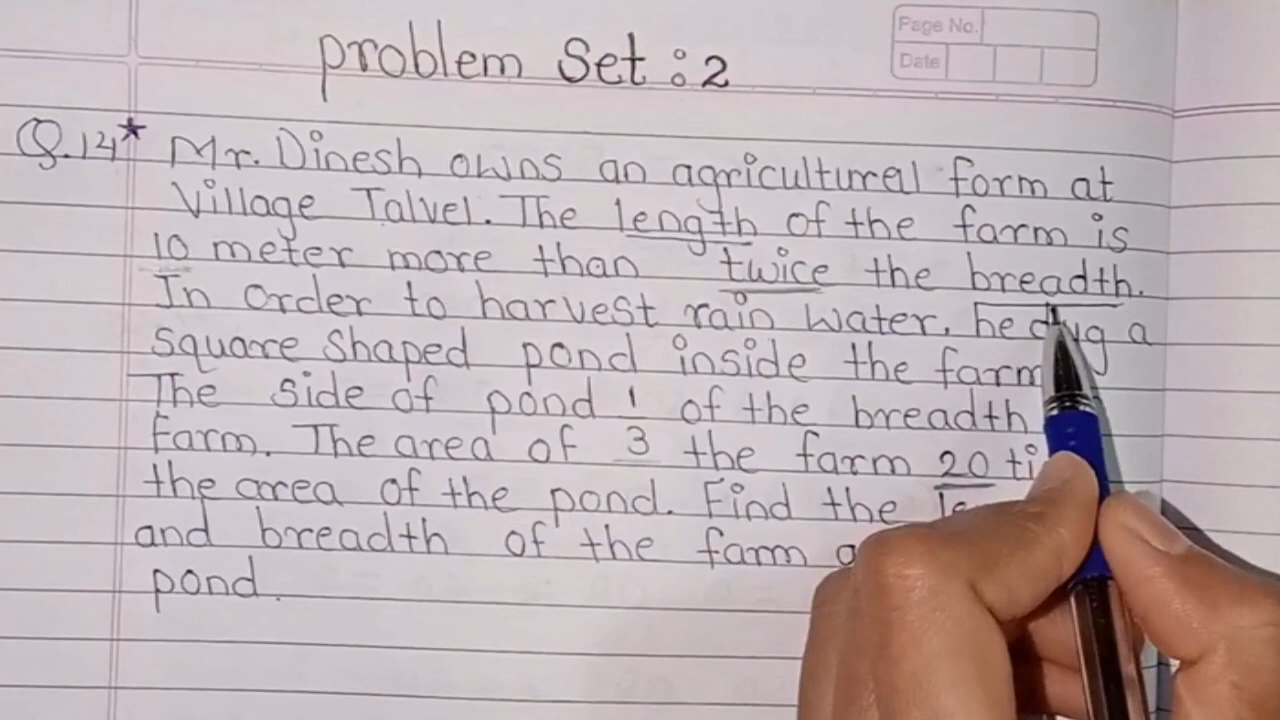 Page No.
Date
Problem Set : 2
Q.14* Mr. Dinesh owns an agricultural form at
Village Talvel. The length of the farm is
10 meter more than twice the breadth.
In order to harvest rain water, he dug a
square shaped pond inside the farm
The side of pond 1 of the breadth
farm. The area of 3 the farm 20
the area of the pond. Find the
and breadth of the farm
pond.